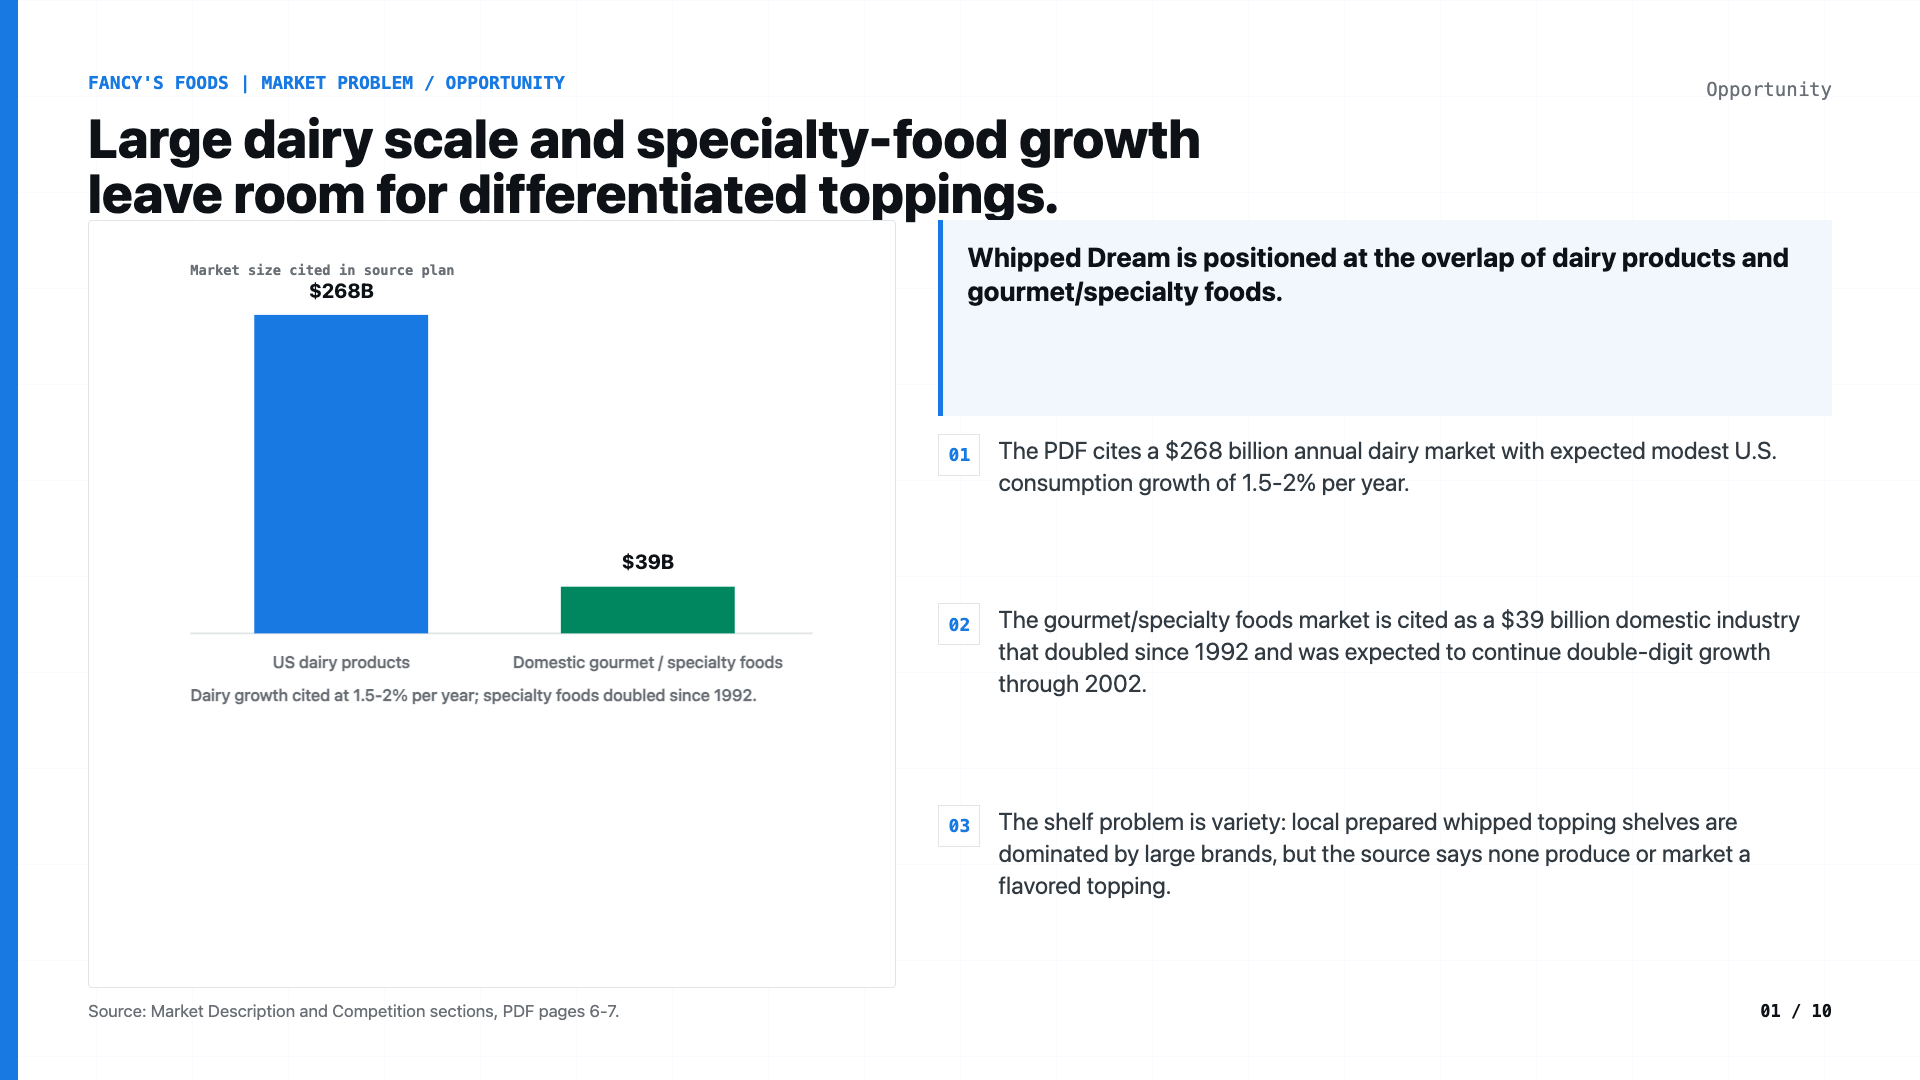 FANCY'S FOODS | MARKET PROBLEM / OPPORTUNITY
Opportunity
Large dairy scale and specialty-food growth
leave room for differentiated toppings.
Market size cited in source plan
$268B
$39B
US dairy products
Domestic gourmet / specialty foods
Dairy growth cited at 1.5-2% per year; specialty foods doubled since 1992.
Whipped Dream is positioned at the overlap of dairy products and
gourmet/specialty foods.
01
The PDF cites a $268 billion annual dairy market with expected modest U.S.
consumption growth of 1.5-2% per year.
02
The gourmet/specialty foods market is cited as a $39 billion domestic industry
that doubled since 1992 and was expected to continue double-digit growth
through 2002.
03
The shelf problem is variety: local prepared whipped topping shelves are
dominated by large brands, but the source says none produce or market a
flavored topping.
Source: Market Description and Competition sections, PDF pages 6-7.
01 / 10